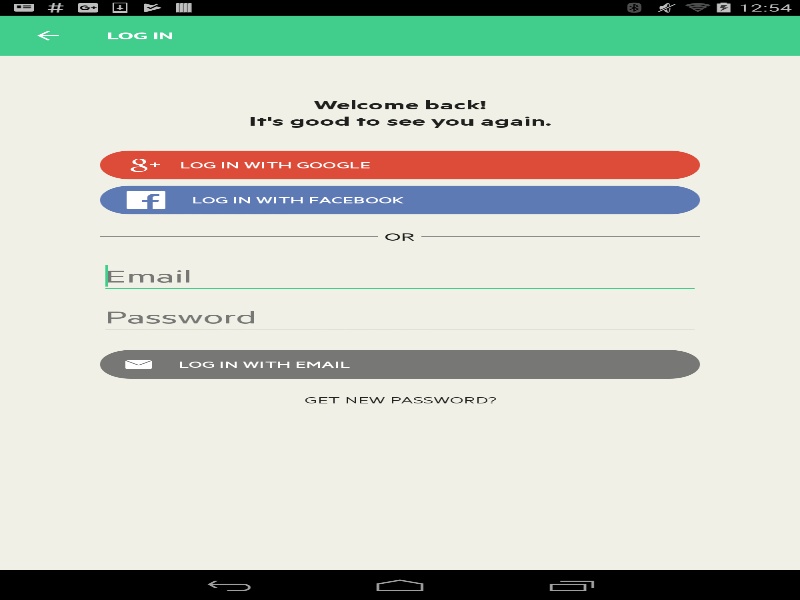 12:54
LOG IN
Welcome back!
It's good to see you again.
g+ LOG IN WITH GOOGLE
f LOG IN WITH FACEBOOK
OR
Email
Password
LOG IN WITH EMAIL
GET NEW PASSWORD?